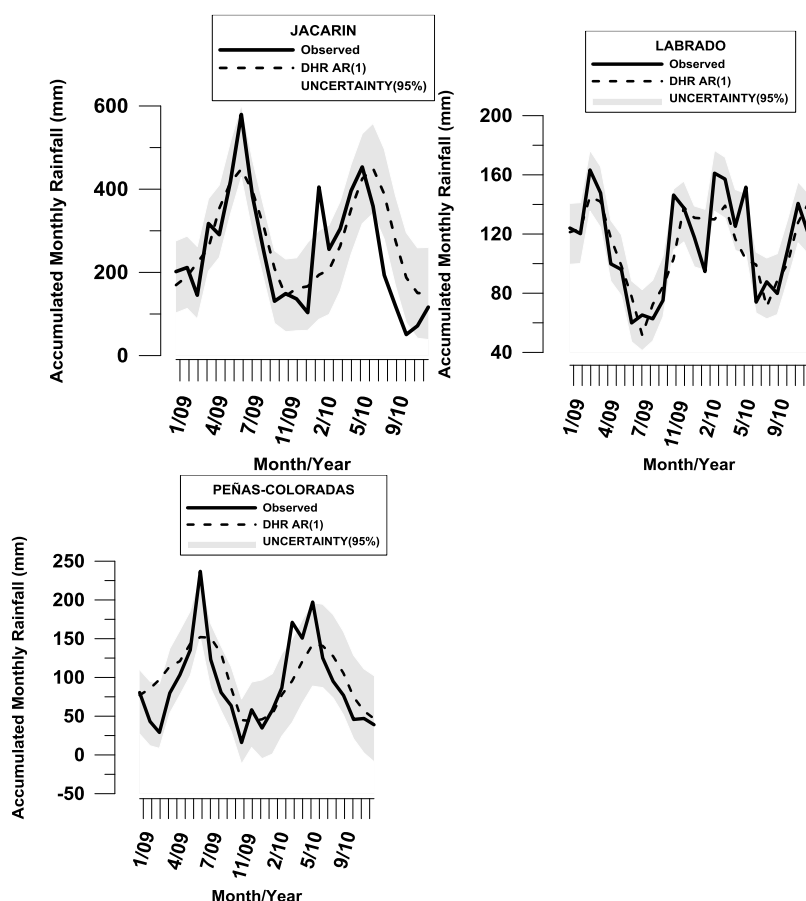 JACARIN
Observed
DHR AR(1)
UNCERTAINTY(95%)
Accumulated Monthly Rainfall (mm)
600
400
200
0
1/09
4/09
7/09
11/09
2/10
5/10
9/10
Month/Year
LABRADO
Observed
DHR AR(1)
UNCERTAINTY(95%)
Accumulated Monthly Rainfall (mm)
200
160
120
80
40
1/09
4/09
7/09
11/09
2/10
5/10
9/10
Month/Year
PEÑAS-COLORADAS
Observed
DHR AR(1)
UNCERTAINTY(95%)
Accumulated Monthly Rainfall (mm)
250
200
150
100
50
0
-50
1/09
4/09
7/09
11/09
2/10
5/10
9/10
Month/Year